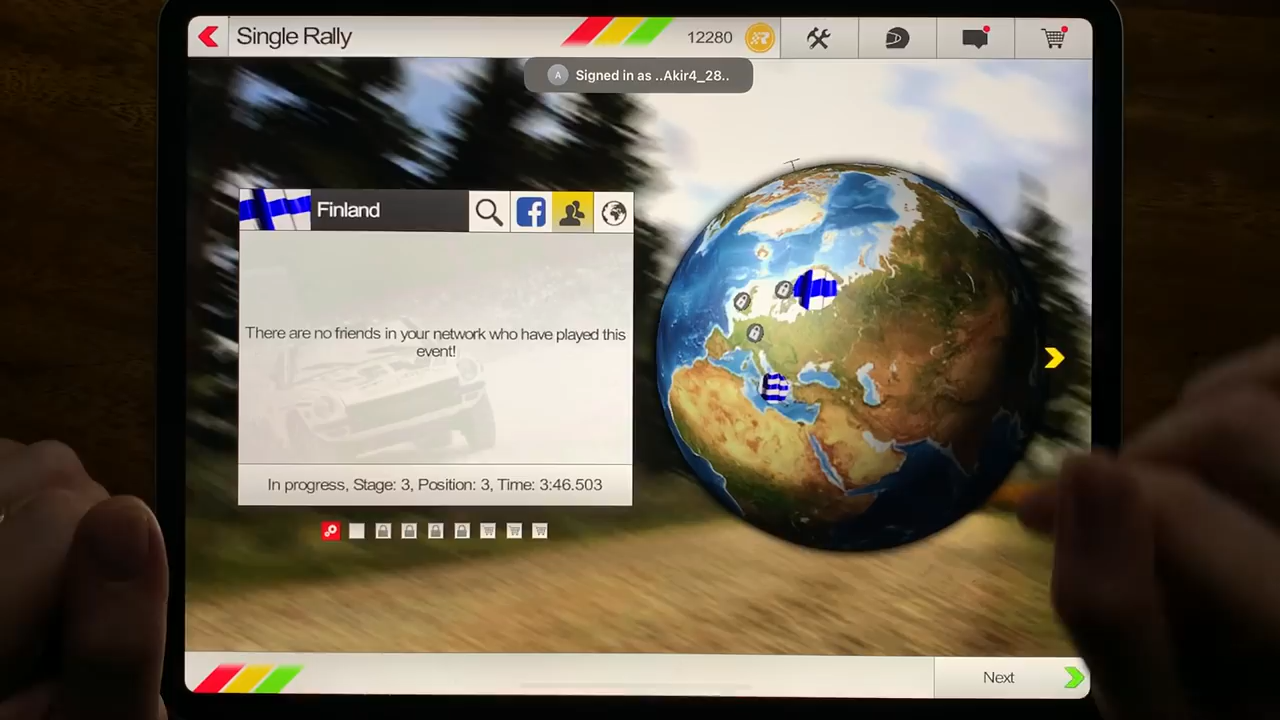 Single Rally
12280
A Signed in as ..Akir4_28..
Finland
There are no friends in your network who have played this
event!
In progress, Stage: 3, Position: 3, Time: 3:46.503
Next